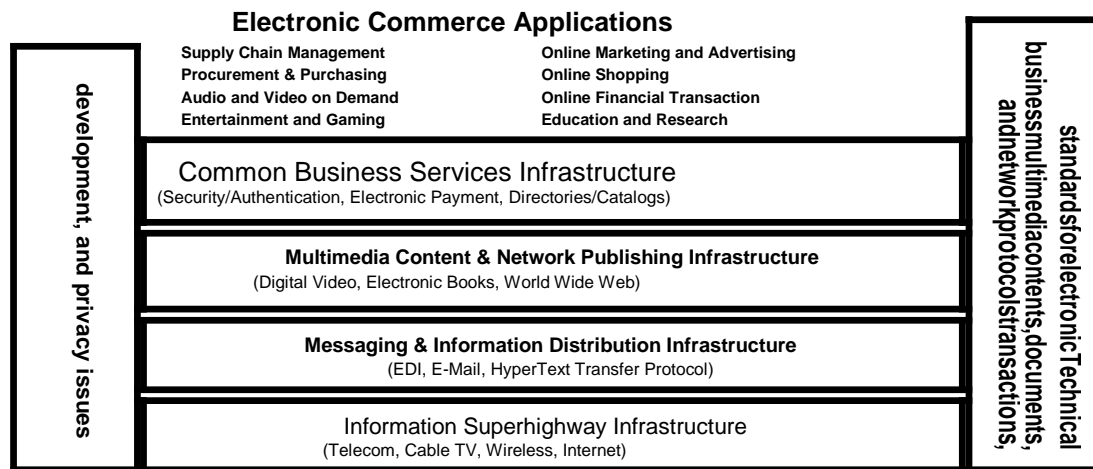 Electronic Commerce Applications
Supply Chain Management
Procurement & Purchasing
Audio and Video on Demand
Entertainment and Gaming
Online Marketing and Advertising
Online Shopping
Online Financial Transaction
Education and Research
development, and privacy issues
Common Business Services Infrastructure
(Security/Authentication, Electronic Payment, Directories/Catalogs)
Multimedia Content & Network Publishing Infrastructure
(Digital Video, Electronic Books, World Wide Web)
Messaging & Information Distribution Infrastructure
(EDI, E-Mail, HyperText Transfer Protocol)
Information Superhighway Infrastructure
(Telecom, Cable TV, Wireless, Internet)
standardsforelectronicTechnical
businessmultimediacontents,documents,
andnetworkprotocolstransactions,